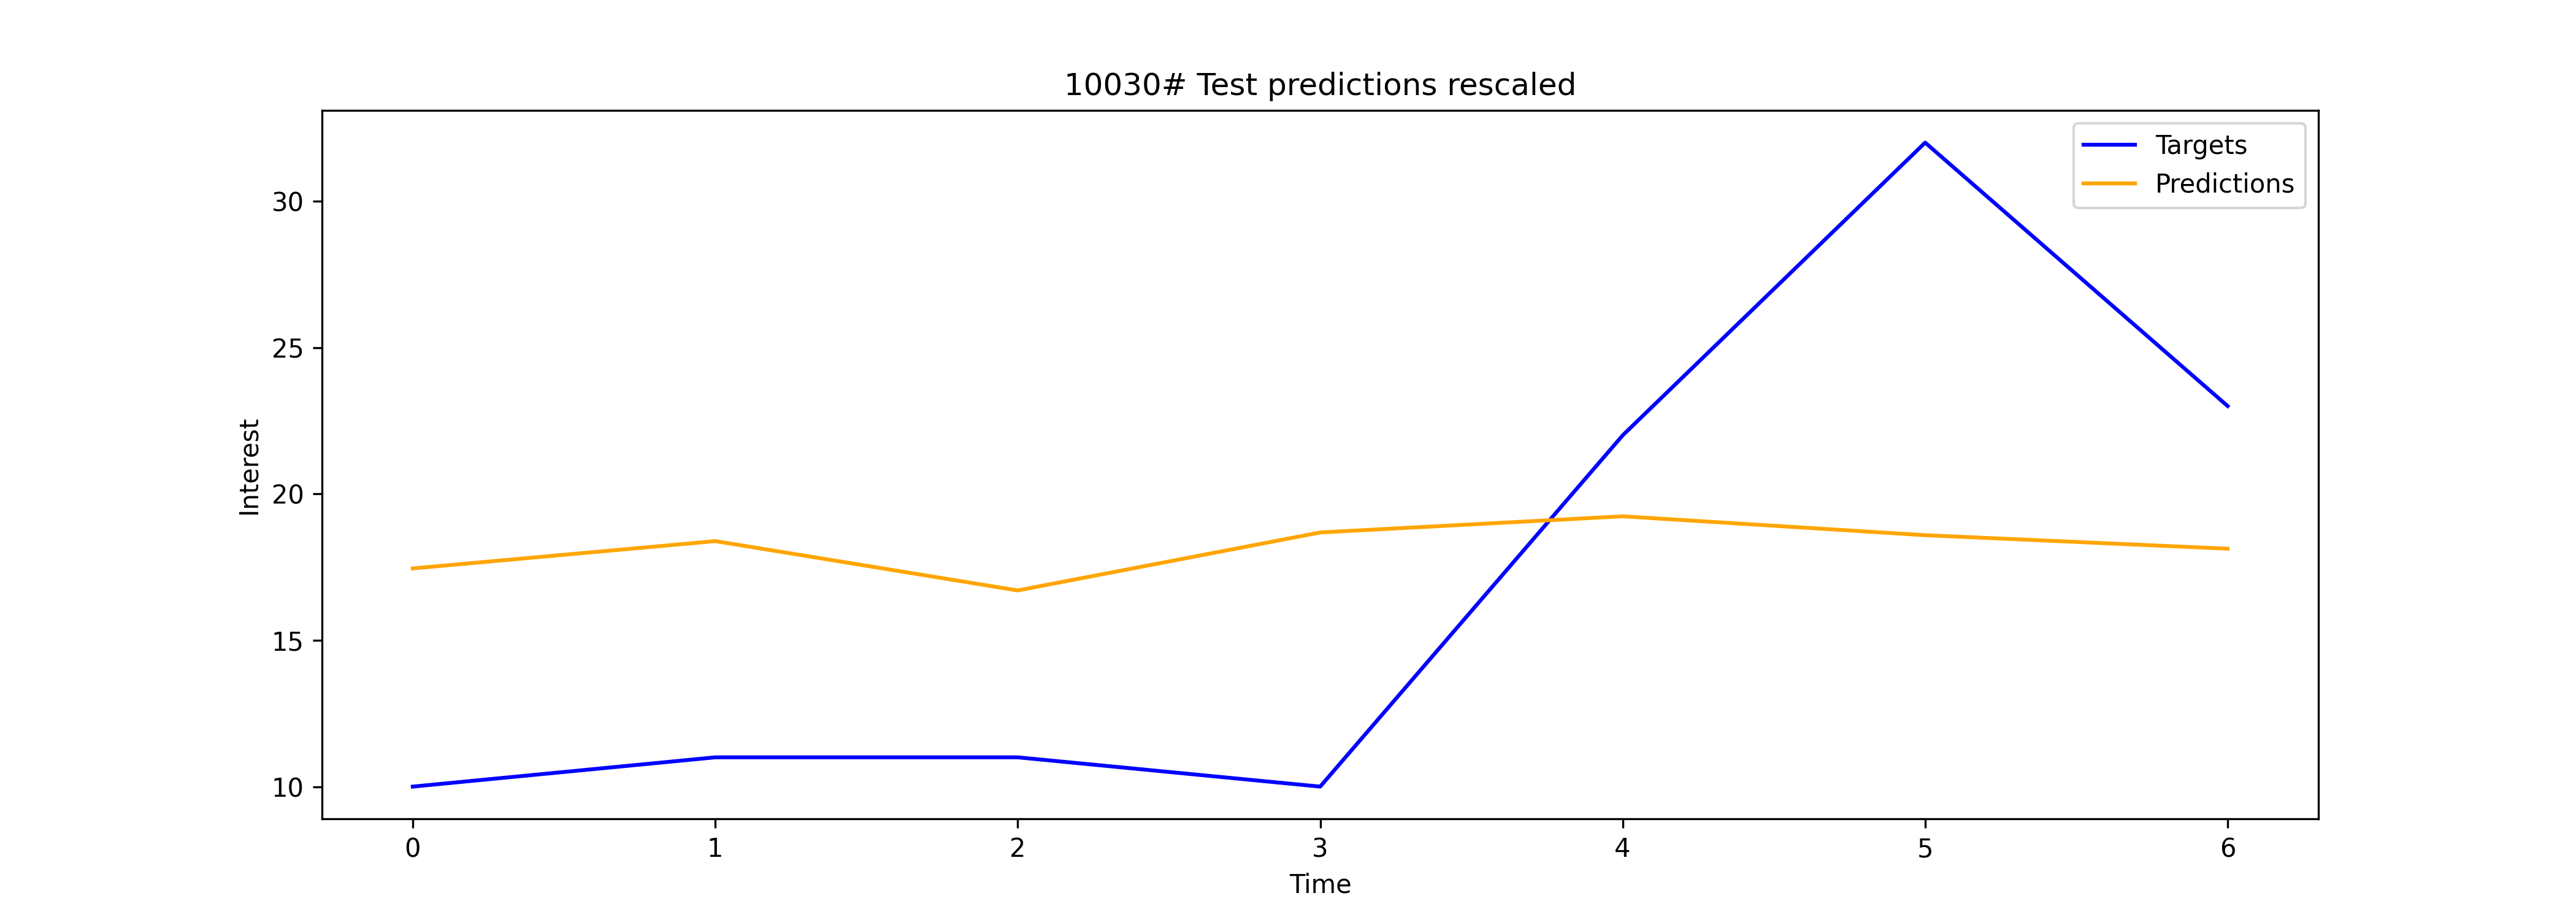 10030# Test predictions rescaled
Targets
Predictions
30
25
20
15
10
Interest
0 1 2 3 4 5 6
Time